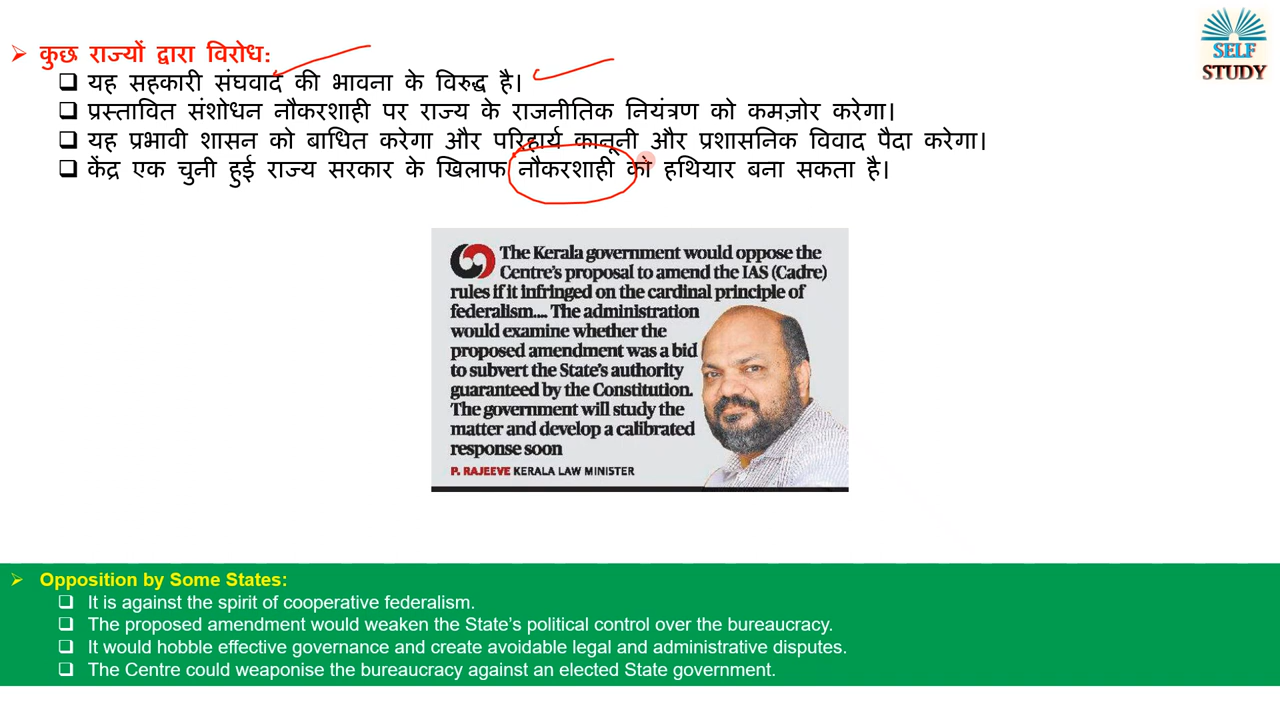 कुछ राज्यों द्वारा विरोध:
यह सहकारी संघवाद की भावना के विरुद्ध है।
प्रस्तावित संशोधन नौकरशाही पर राज्य के राजनीतिक नियंत्रण को कमज़ोर करेगा।
यह प्रभावी शासन को बाधित करेगा और परिहार्य कानूनी और प्रशासनिक विवाद पैदा करेगा।
केंद्र एक चुनी हुई राज्य सरकार के खिलाफ नौकरशाही को हथियार बना सकता है।
SELF
STUDY
The Kerala government would oppose the
Centre's proposal to amend the IAS (Cadre)
rules if it infringed on the cardinal principle of
federalism.... The administration
would examine whether the
proposed amendment was a bid
to subvert the State's authority
guaranteed by the Constitution.
The government will study the
matter and develop a calibrated
response soon
P. RAJEEVE KERALA LAW MINISTER
Opposition by Some States:
It is against the spirit of cooperative federalism.
The proposed amendment would weaken the State's political control over the bureaucracy.
It would hobble effective governance and create avoidable legal and administrative disputes.
The Centre could weaponise the bureaucracy against an elected State government.